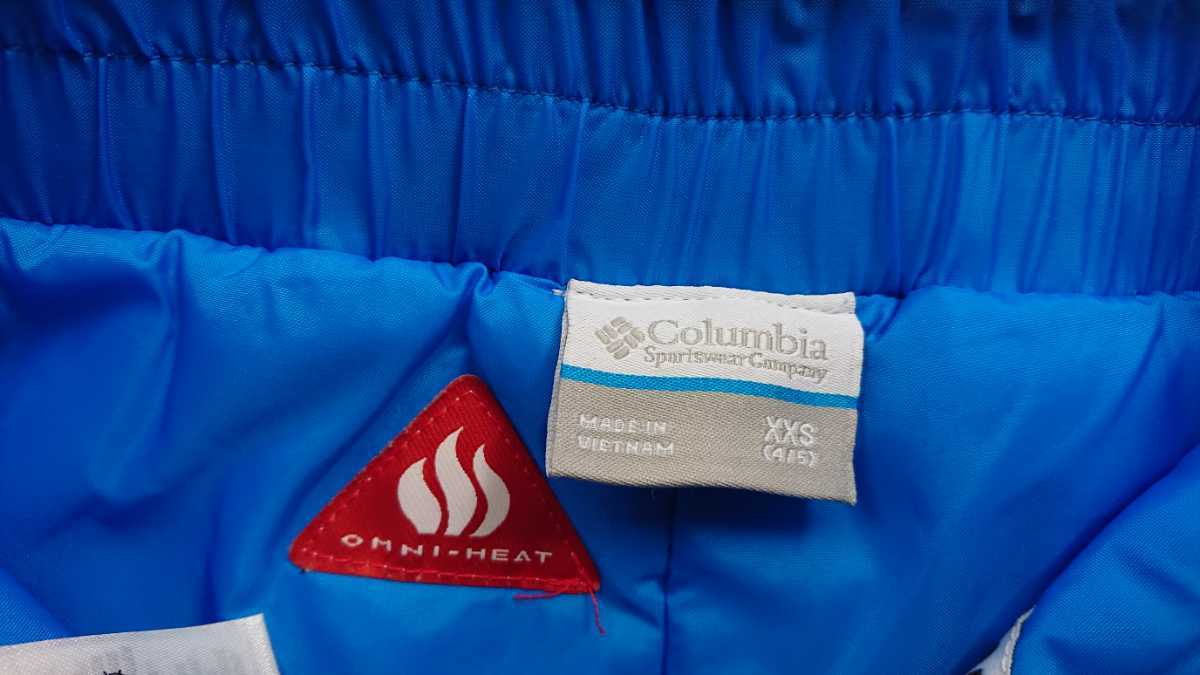 Columbia
Sportswear Company
MADE IN
VIETNAM
XXS
(4/5)
OMNI-HEAT